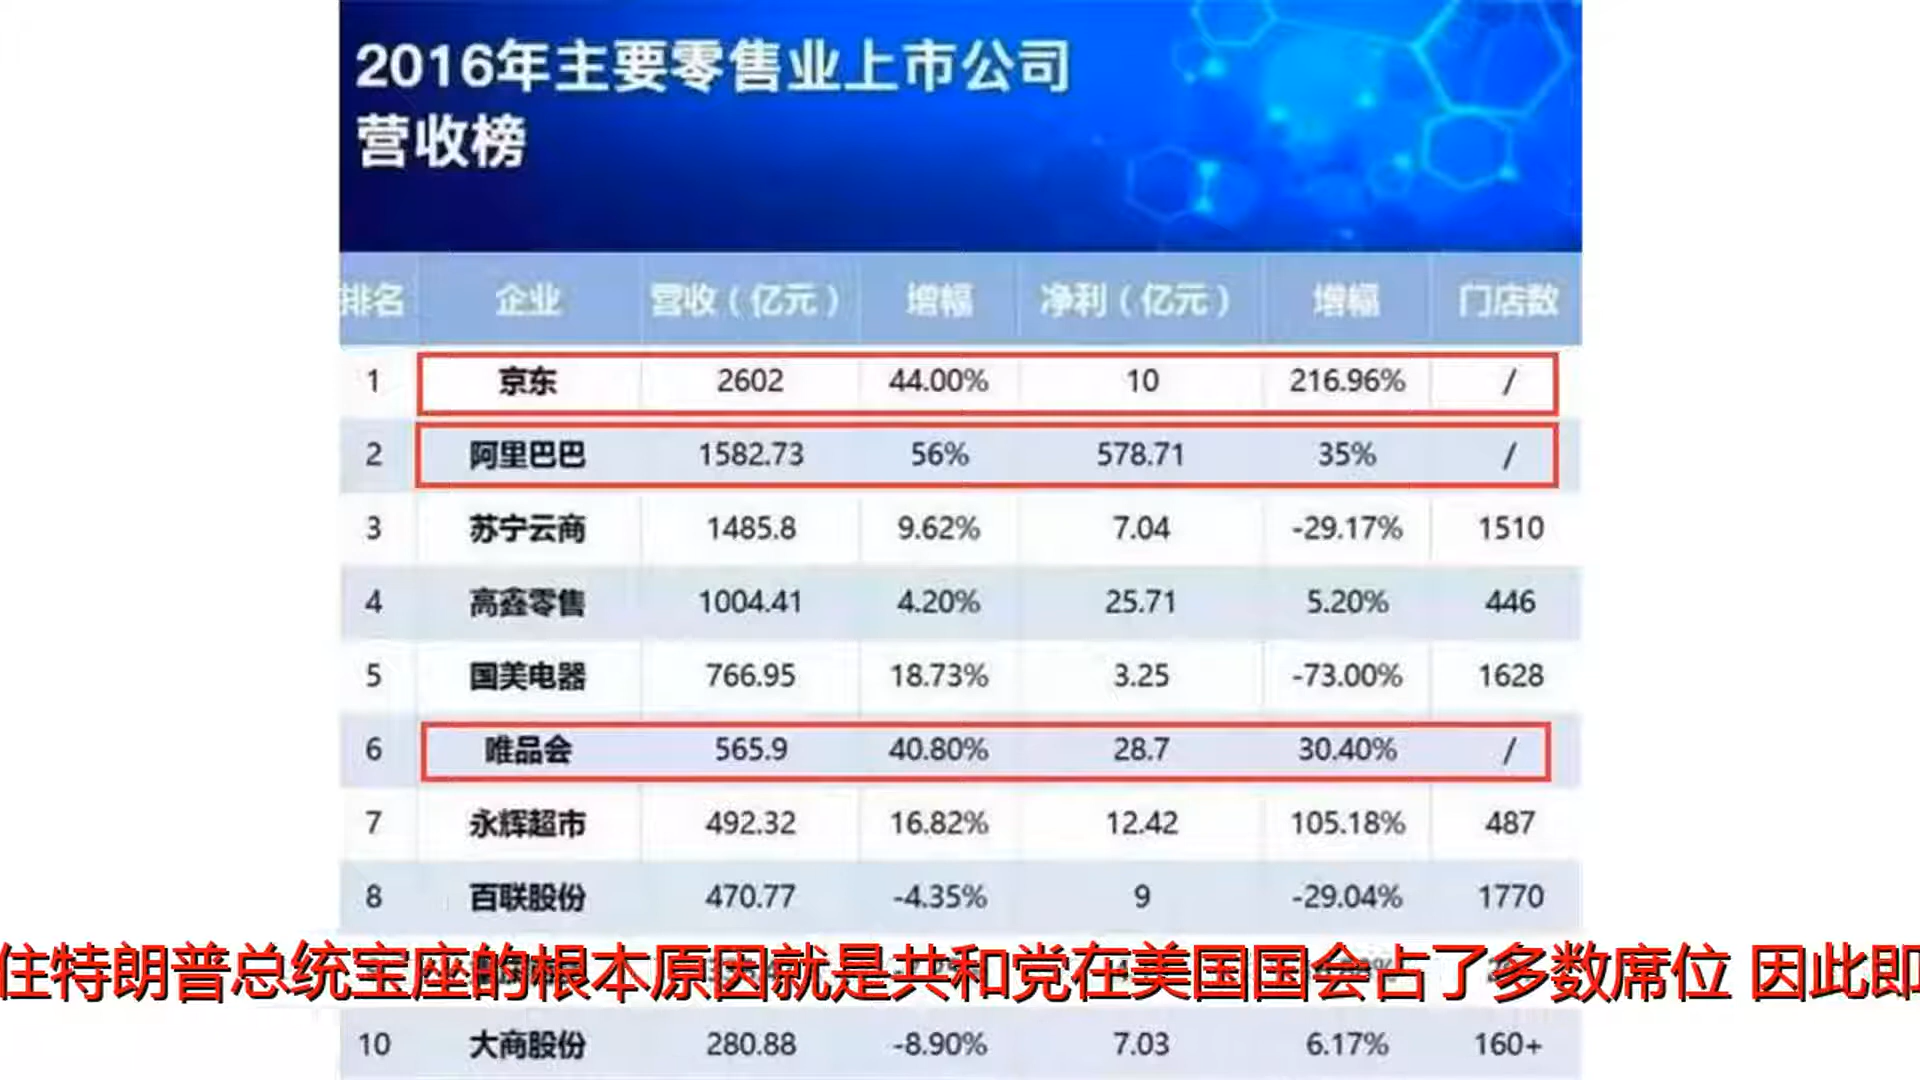 2016年主要零售业上市公司
营收榜
排名 企业 营收（亿元） 增幅 净利（亿元） 增幅 门店数
1 京东 2602 44.00% 10 216.96% /
2 阿里巴巴 1582.73 56% 578.71 35% /
3 苏宁云商 1485.8 9.62% 7.04 -29.17% 1510
4 高鑫零售 1004.41 4.20% 25.71 5.20% 446
5 国美电器 766.95 18.73% 3.25 -73.00% 1628
6 唯品会 565.9 40.80% 28.7 30.40% /
7 永辉超市 492.32 16.82% 12.42 105.18% 487
8 百联股份 470.77 -4.35% 9 -29.04% 1770
住特朗普总统宝座的根本原因就是共和党在美国国会占了多数席位 因此即
10 大商股份 280.88 -8.90% 7.03 6.17% 160+